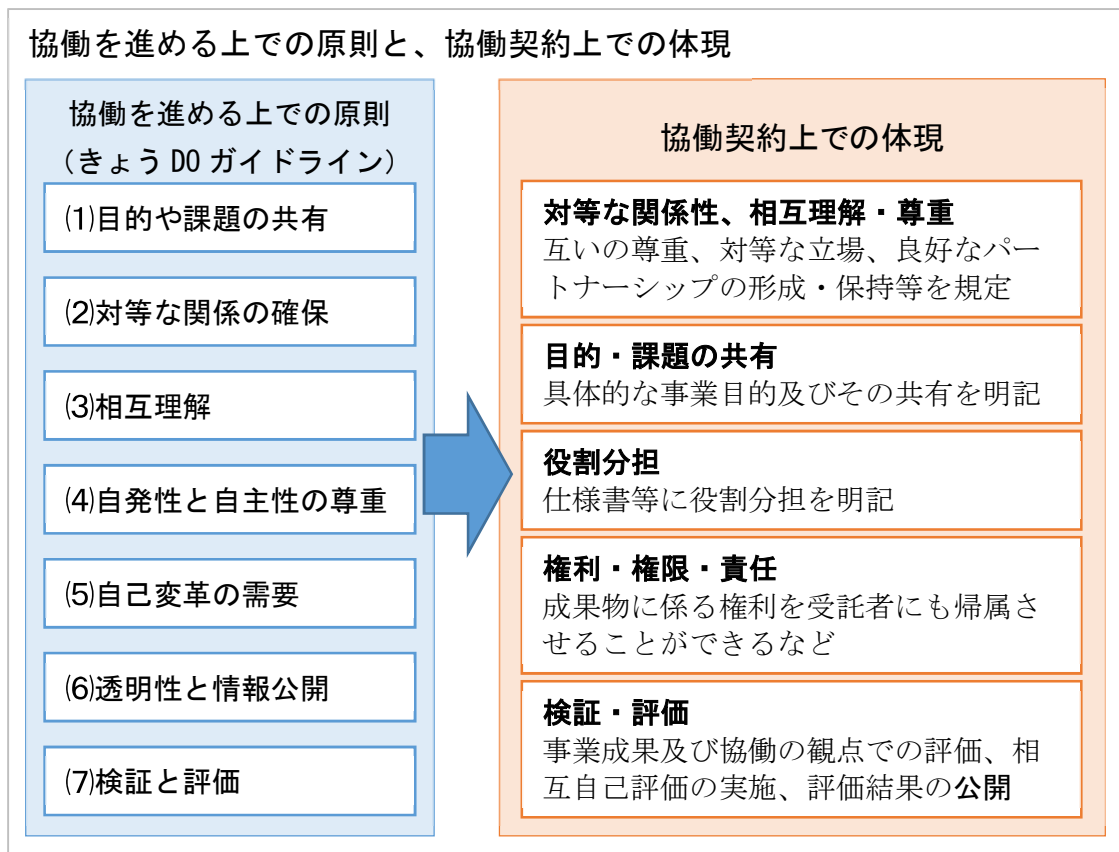 協働を進める上での原則と、協働契約上での体現
協働を進める上での原則
（きょう DO ガイドライン）
⑴目的や課題の共有
⑵対等な関係の確保
⑶相互理解
⑷自発性と自主性の尊重
⑸自己変革の需要
⑹透明性と情報公開
⑺検証と評価
協働契約上での体現
対等な関係性、相互理解・尊重
互いの尊重、対等な立場、良好なパー
トナーシップの形成・保持等を規定
目的・課題の共有
具体的な事業目的及びその共有を明記
役割分担
仕様書等に役割分担を明記
権利・権限・責任
成果物に係る権利を受託者にも帰属さ
せることができるなど
検証・評価
事業成果及び協働の観点での評価、相
互自己評価の実施、評価結果の公開